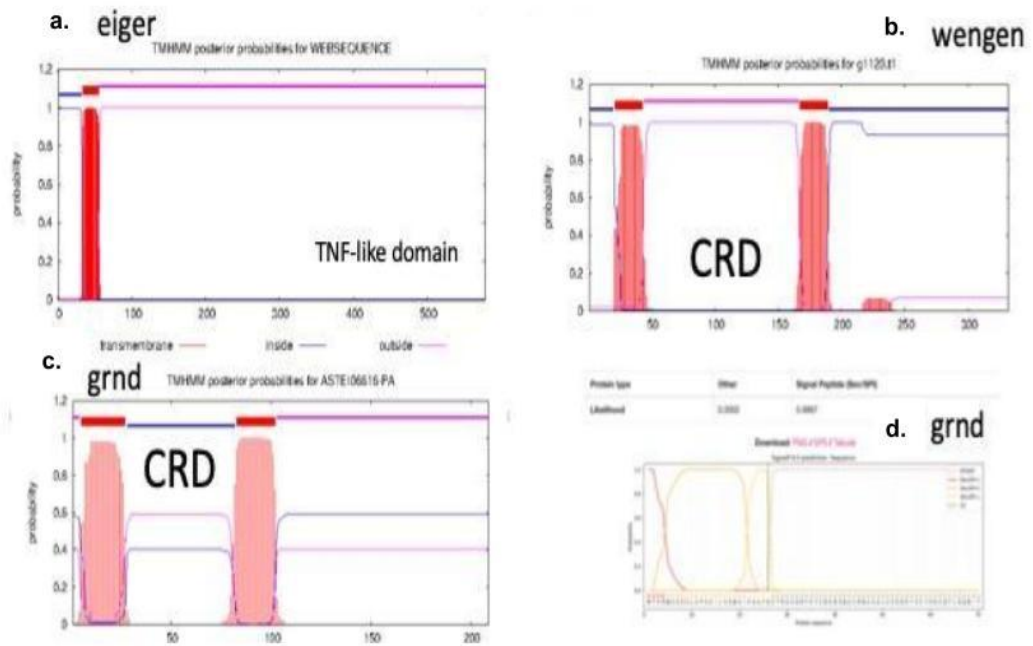 a. eiger
TMHMM posterior probabilities for WEBSEQUENCE
probability
1.2
1
0.8
0.6
0.4
0.2
0
TNF-like domain
0 100 200 300 400 500
transmembrane inside outside
b. wengen
TMHMM posterior probabilities for g1120.t1
probability
1.2
1
0.8
0.6
0.4
0.2
0
CRD
50 100 150 200 250 300
c. grnd
TMHMM posterior probabilities for ASTEI06616-PA
probability
1.2
1
0.8
0.6
0.4
0.2
0
CRD
50 100 150 200
Protein type Other Signal Peptide (Sec/SPI)
Likelihood
d. grnd
Download: